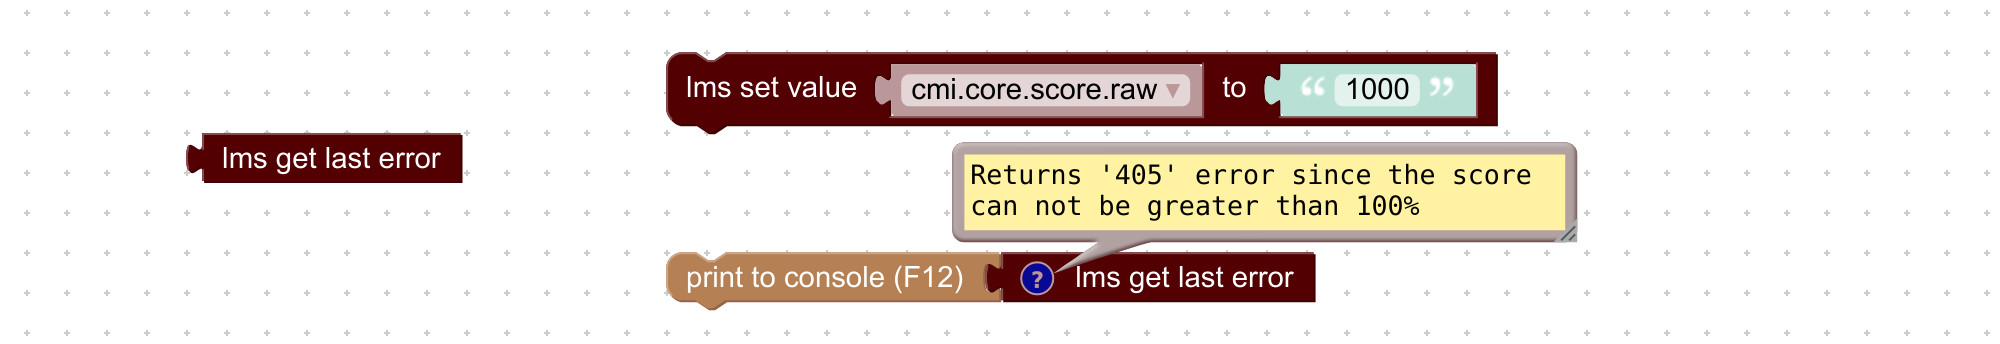 lms get last error
lms set value cmi.core.score.raw ▾ to “ 1000 ”
Returns '405' error since the score
can not be greater than 100%
print to console (F12) ? lms get last error